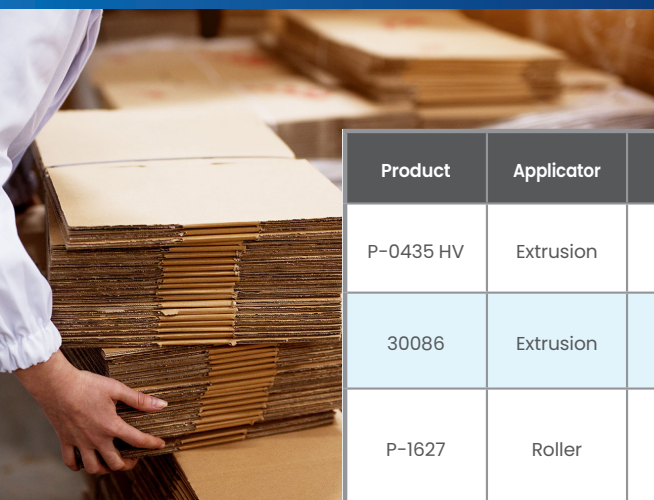 Product Applicator
P-0435 HV Extrusion
30086 Extrusion
P-1627 Roller